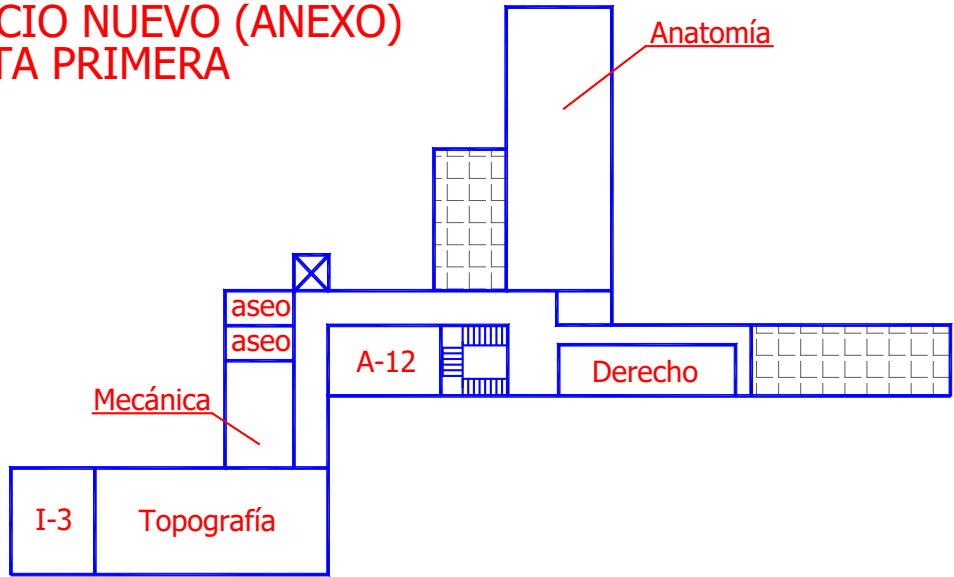 CIO NUEVO (ANEXO)
TA PRIMERA
Anatomía
aseo
aseo
A-12
Derecho
Mecánica
I-3
Topografía